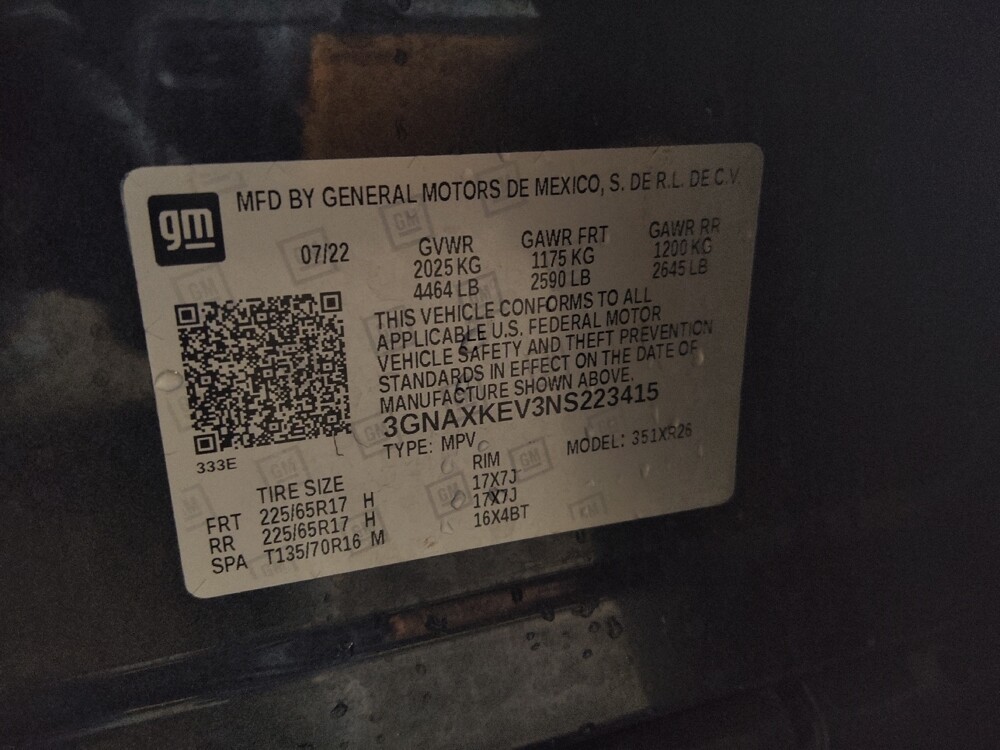 gm
MFD BY GENERAL MOTORS DE MEXICO, S. DE R.L. DE C.V.
07/22
GVWR GAWR FRT GAWR RR
2025 KG 1175 KG 1200 KG
4464 LB 2590 LB 2645 LB
THIS VEHICLE CONFORMS TO ALL
APPLICABLE U.S. FEDERAL MOTOR
VEHICLE SAFETY AND THEFT PREVENTION
STANDARDS IN EFFECT ON THE DATE OF
MANUFACTURE SHOWN ABOVE.
3GNAXKEV3NS223415
TYPE: MPV MODEL: 351XR26
333E L
TIRE SIZE RIM
FRT 225/65R17 H 17X7J
RR 225/65R17 H 17X7J
SPA T135/70R16 M 16X4BT